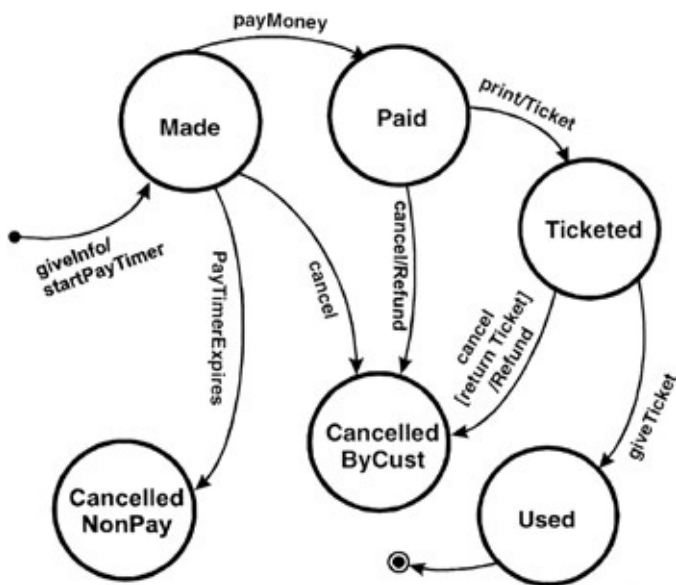 payMoney
Made
Paid
print/Ticket
giveInfo/
startPayTimer
PayTimerExpires
cancel
cancel/Refund
Ticketed
cancel
[return Ticket]
/Refund
giveTicket
Cancelled
ByCust
Cancelled
NonPay
Used